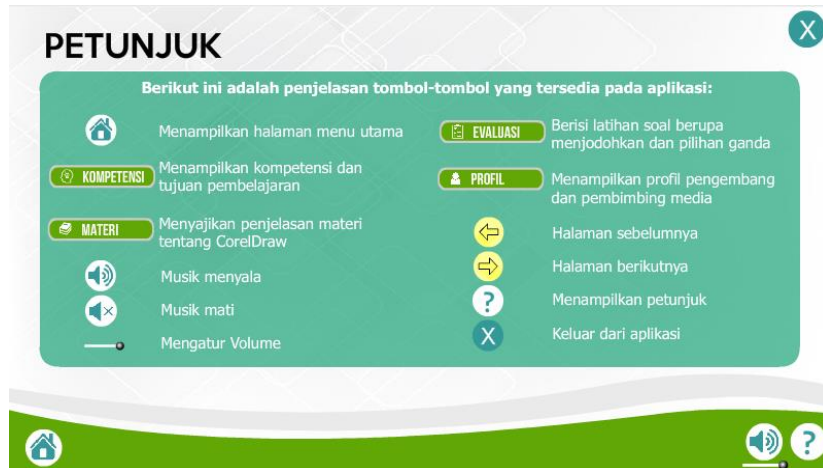 X
PETUNJUK
Berikut ini adalah penjelasan tombol-tombol yang tersedia pada aplikasi:
Menampilkan halaman menu utama
KOMPETENSI
Menampilkan kompetensi dan
tujuan pembelajaran
MATERI
Menyajikan penjelasan materi
tentang CorelDraw
Musik menyala
Musik mati
Mengatur Volume
EVALUASI
Berisi latihan soal berupa
menjodohkan dan pilihan ganda
PROFIL
Menampilkan profil pengembang
dan pembimbing media
Halaman sebelumnya
Halaman berikutnya
?
Menampilkan petunjuk
X
Keluar dari aplikasi
?